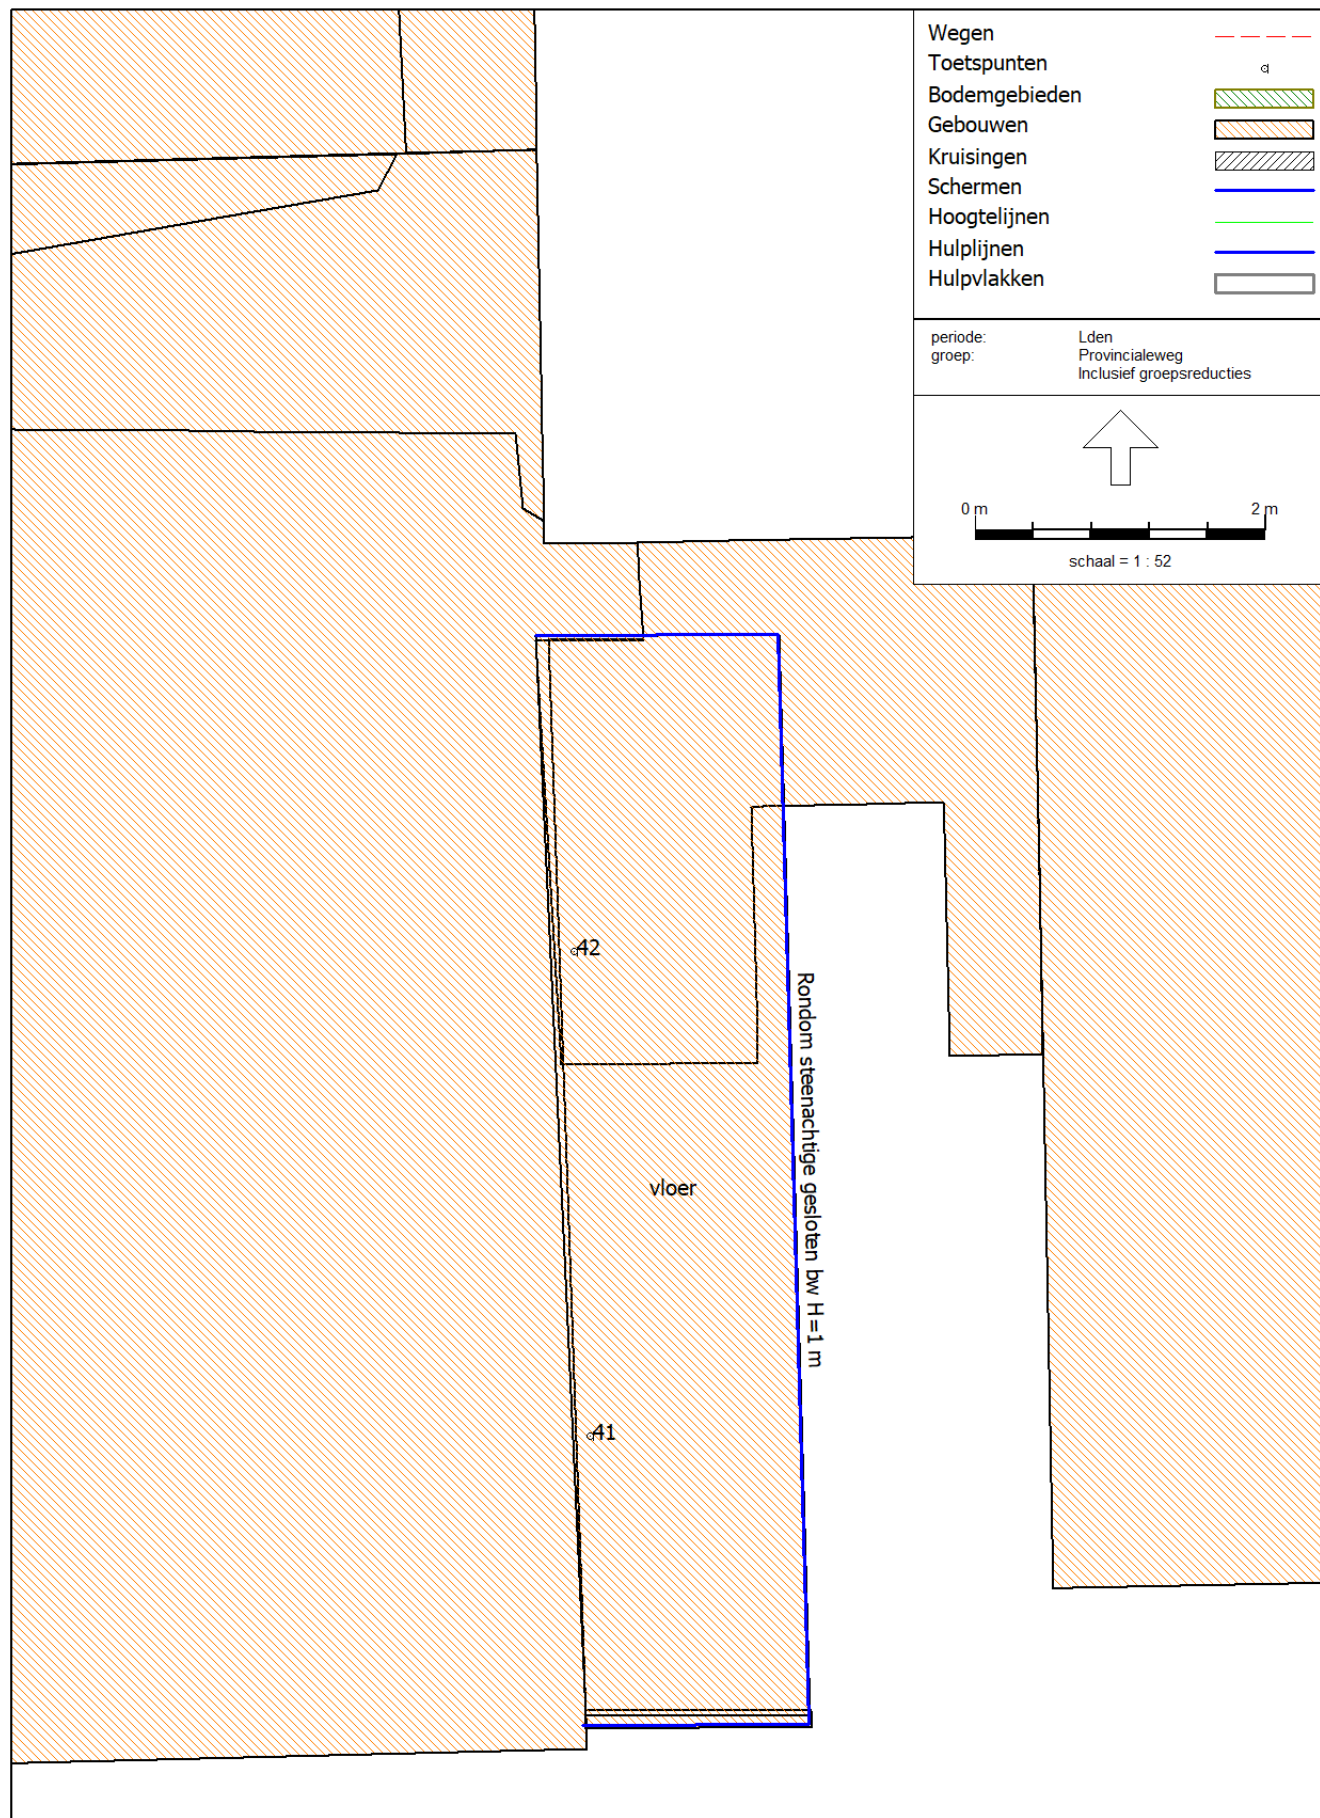 Wegen
Toetspunten
Bodemgebieden
Gebouwen
Kruisingen
Schermen
Hoogtelijnen
Hulplijnen
Hulpvlakken
periode: Lden
groep: Provincialeweg
Inclusief groepsreducties
0 m 2 m
schaal = 1 : 52
42
Rondom steenachtige gesloten bw H=1 m
vloer
41